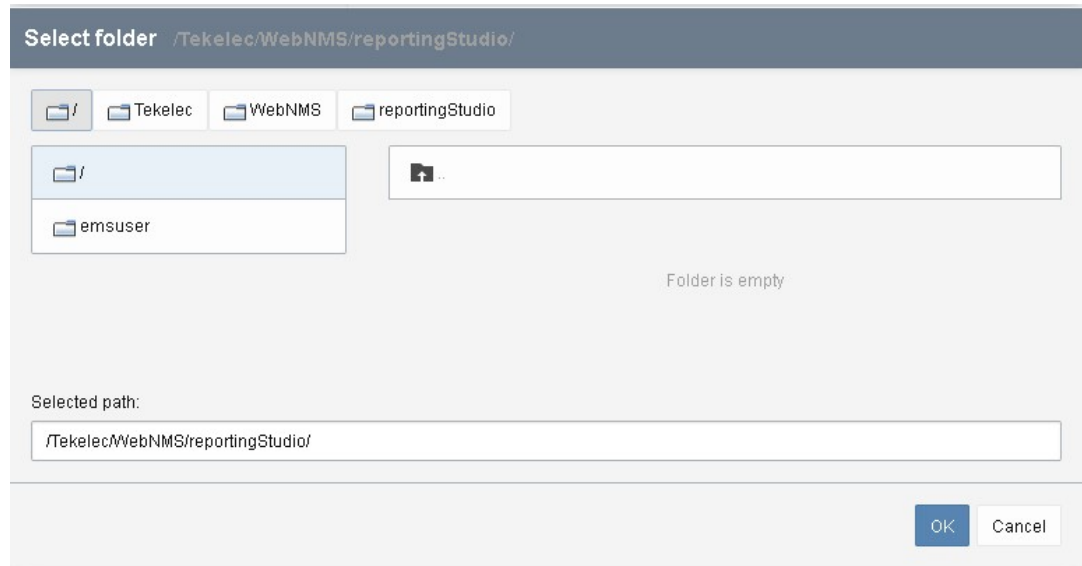 Select folder /Tekelec/WebNMS/reportingStudio/
/ Tekelec WebNMS reportingStudio
/
..
emsuser
Folder is empty
Selected path:
/Tekelec/WebNMS/reportingStudio/
OK Cancel